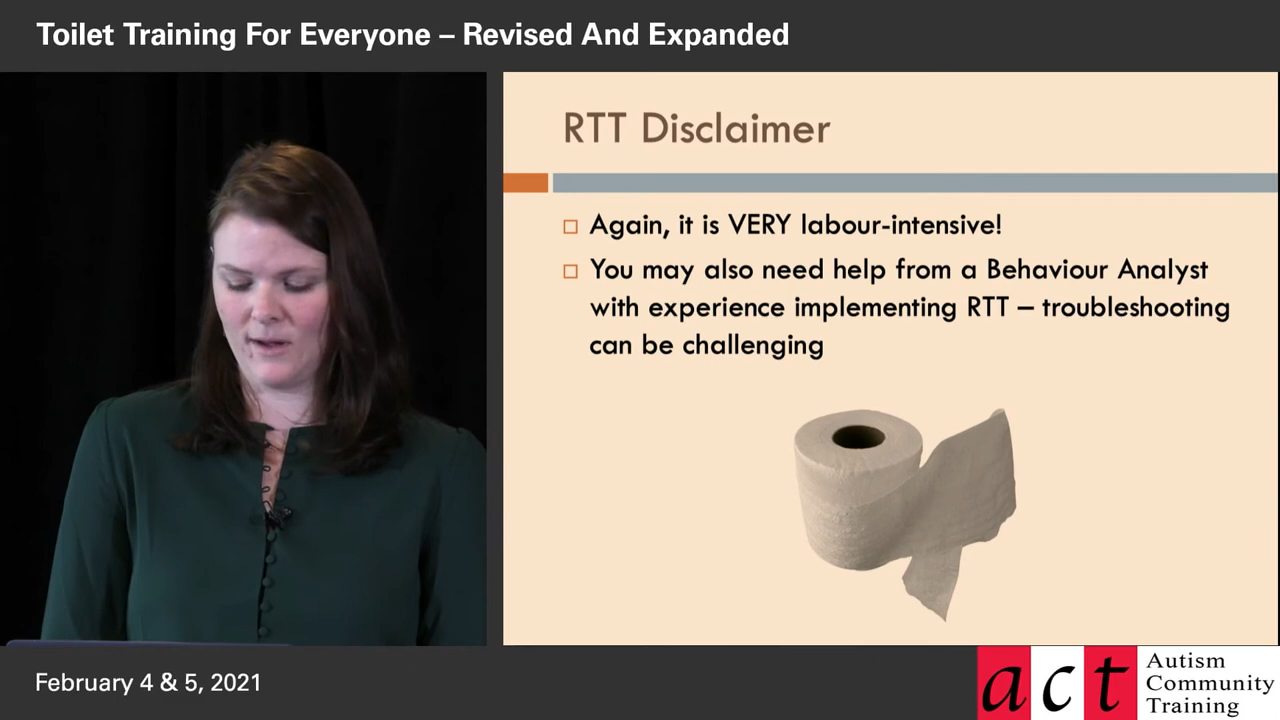 Toilet Training For Everyone – Revised And Expanded
RTT Disclaimer
Again, it is VERY labour-intensive!
You may also need help from a Behaviour Analyst
with experience implementing RTT – troubleshooting
can be challenging
February 4 & 5, 2021
act
Autism
Community
Training